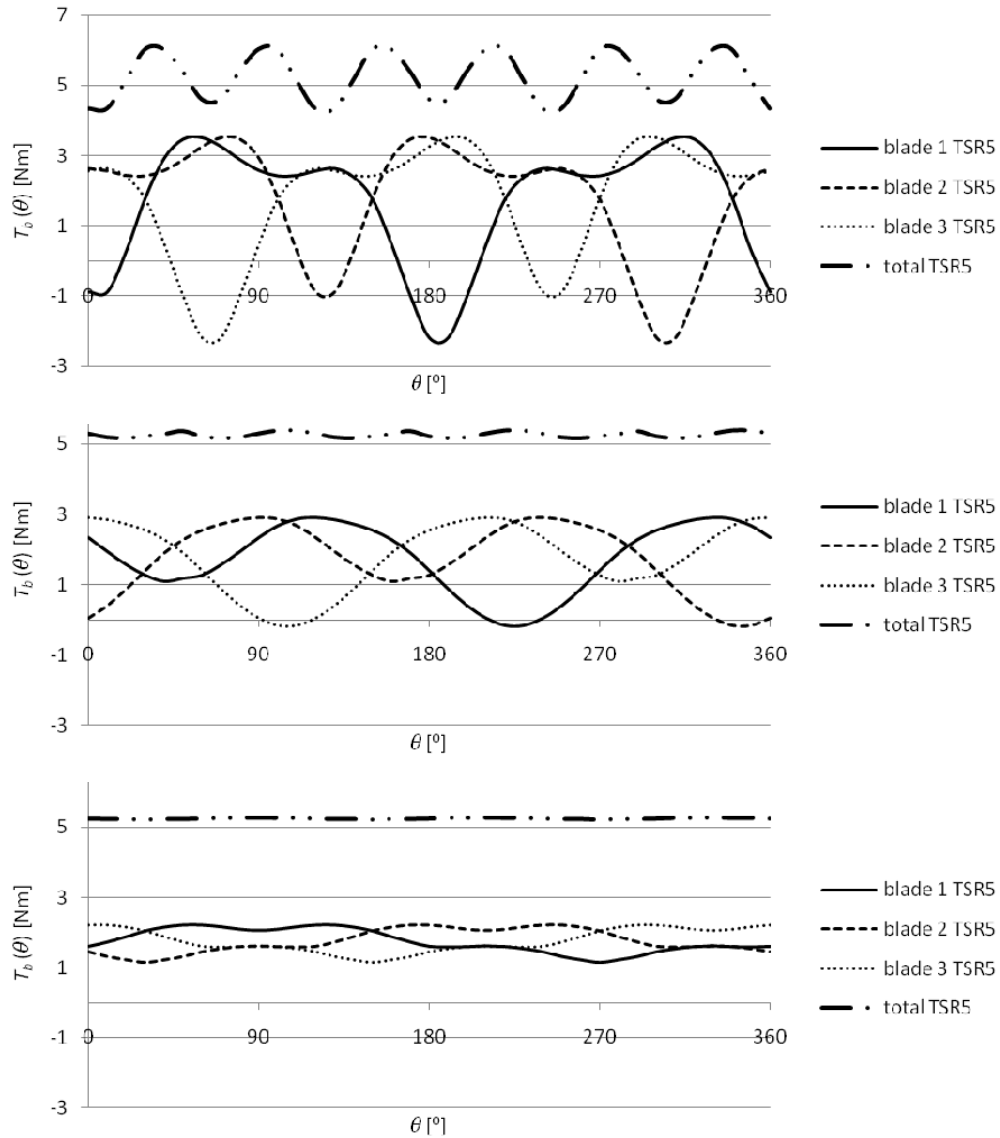 7
5
3
1
-1
-3
T_b (θ) [Nm]
0
90
180
270
360
θ [º]
blade 1 TSR5
blade 2 TSR5
blade 3 TSR5
total TSR5
5
3
1
-1
-3
T_b (θ) [Nm]
0
90
180
270
360
θ [º]
blade 1 TSR5
blade 2 TSR5
blade 3 TSR5
total TSR5
5
3
1
-1
-3
T_b (θ) [Nm]
0
90
180
270
360
θ [º]
blade 1 TSR5
blade 2 TSR5
blade 3 TSR5
total TSR5